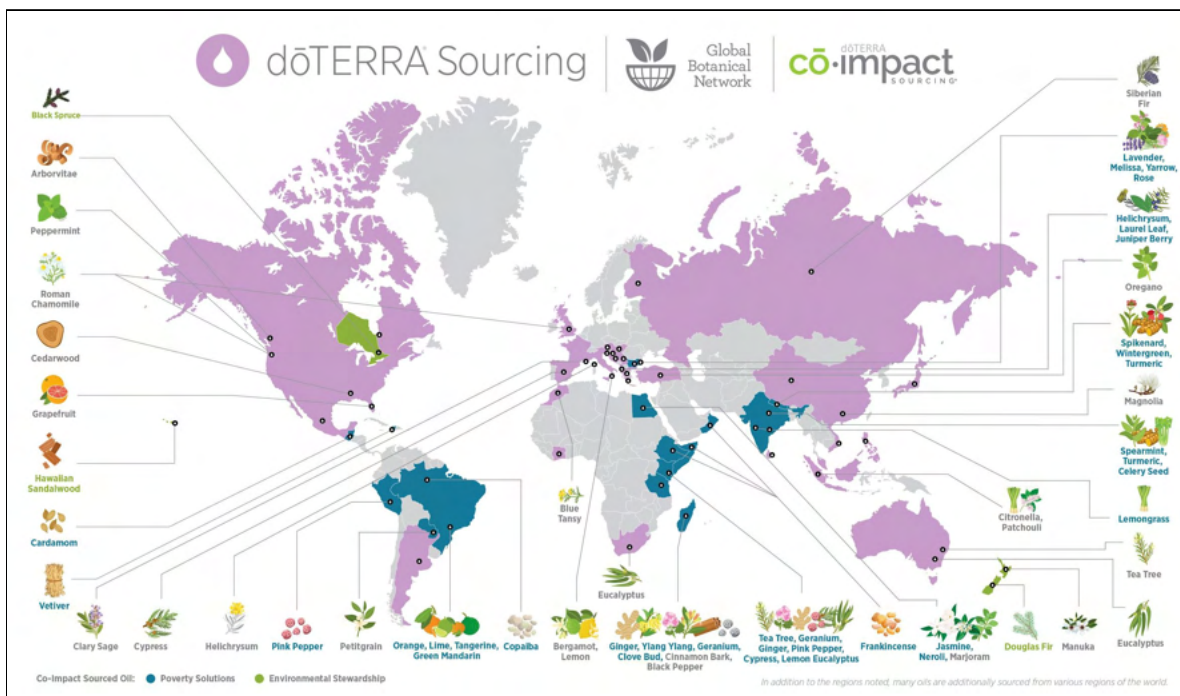 dōTERRA® Sourcing
Global
Botanical
Network
dōTERRA
cō·impact
SOURCING®
Black Spruce
Arborvitae
Peppermint
Roman
Chamomile
Cedarwood
Grapefruit
Hawaiian
Sandalwood
Cardamom
Vetiver
Clary Sage
Cypress
Helichrysum
Pink Pepper
Petitgrain
Orange, Lime, Tangerine,
Green Mandarin
Copaiba
Blue
Tansy
Bergamot,
Lemon
Eucalyptus
Ginger, Ylang Ylang, Geranium,
Clove Bud, Cinnamon Bark,
Black Pepper
Tea Tree, Geranium,
Ginger, Pink Pepper,
Cypress, Lemon Eucalyptus
Frankincense
Jasmine,
Neroli, Marjoram
Douglas Fir
Manuka
Eucalyptus
Siberian
Fir
Lavender,
Melissa, Yarrow,
Rose
Helichrysum,
Laurel Leaf,
Juniper Berry
Oregano
Spikenard,
Wintergreen,
Turmeric
Magnolia
Spearmint,
Turmeric,
Celery Seed
Citronella,
Patchouli
Lemongrass
Tea Tree
Co-Impact Sourced Oil: Poverty Solutions Environmental Stewardship
In addition to the regions noted, many oils are additionally sourced from various regions of the world.